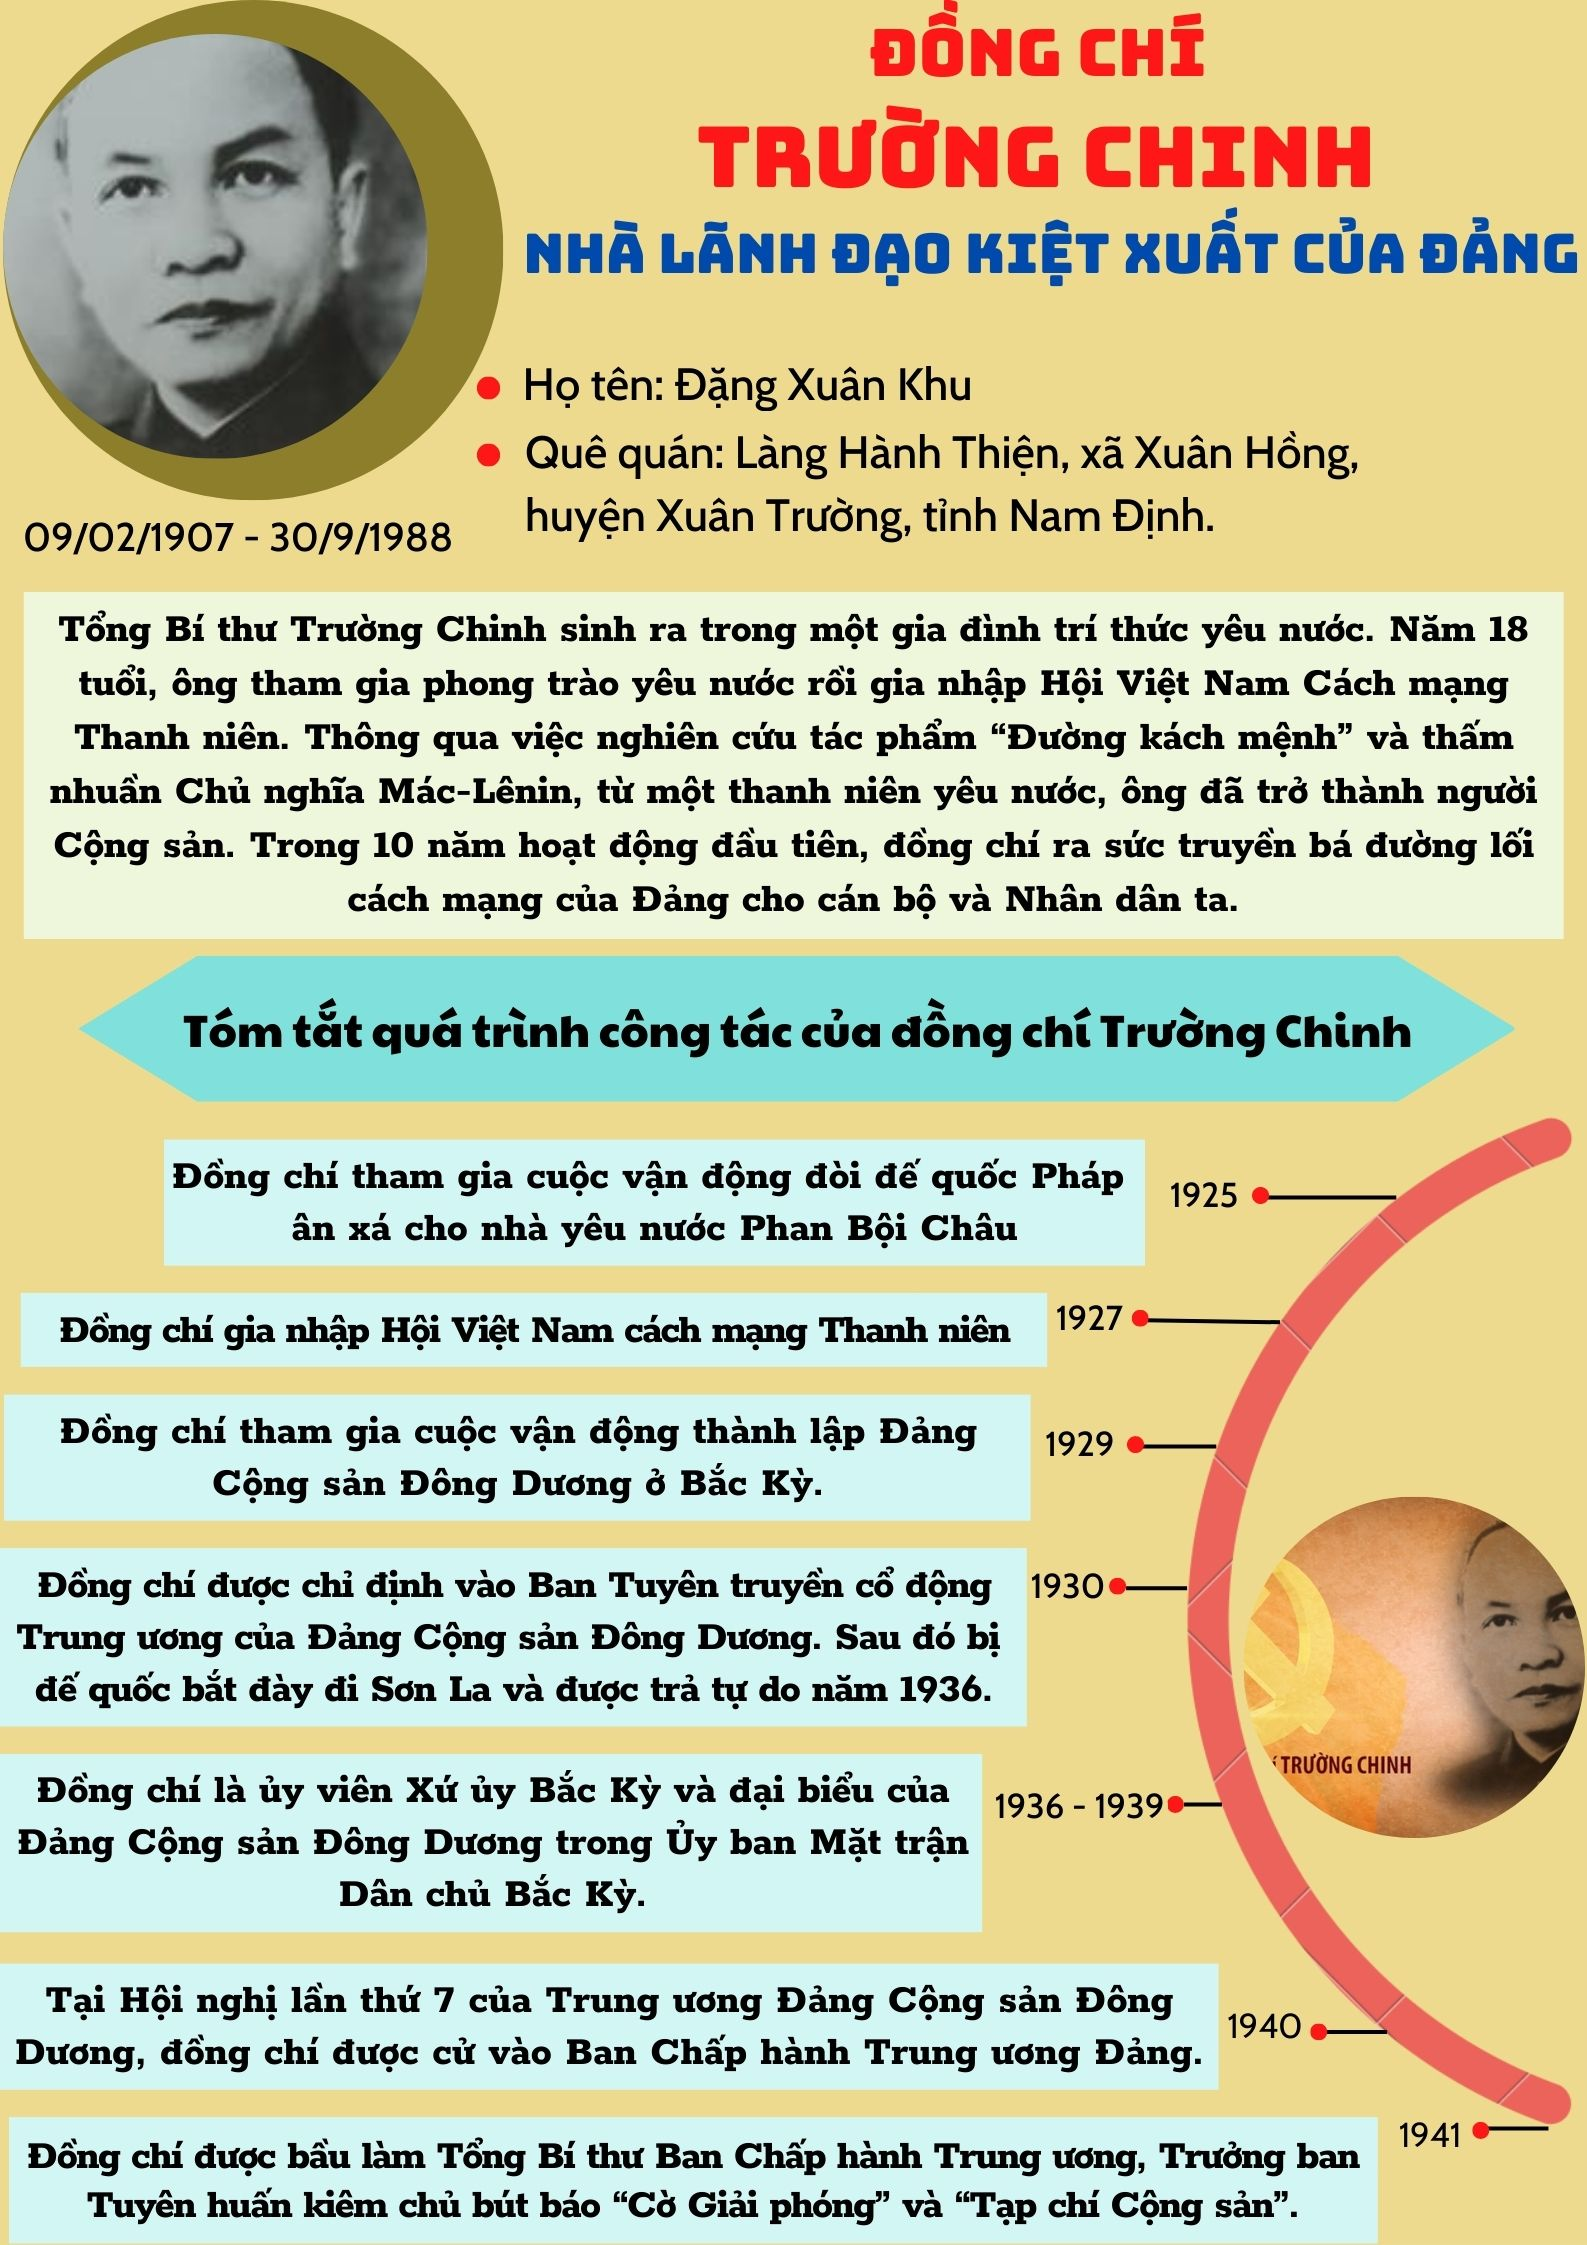 ĐỒNG CHÍ
TRƯỜNG CHINH
NHÀ LÃNH ĐẠO KIỆT XUẤT CỦA ĐẢNG
Họ tên: Đặng Xuân Khu
Quê quán: Làng Hành Thiện, xã Xuân Hồng,
huyện Xuân Trường, tỉnh Nam Định.
09/02/1907 - 30/9/1988
Tổng Bí thư Trường Chinh sinh ra trong một gia đình trí thức yêu nước. Năm 18
tuổi, ông tham gia phong trào yêu nước rồi gia nhập Hội Việt Nam Cách mạng
Thanh niên. Thông qua việc nghiên cứu tác phẩm “Đường kách mệnh” và thấm
nhuần Chủ nghĩa Mác-Lênin, từ một thanh niên yêu nước, ông đã trở thành người
Cộng sản. Trong 10 năm hoạt động đầu tiên, đồng chí ra sức truyền bá đường lối
cách mạng của Đảng cho cán bộ và Nhân dân ta.
Tóm tắt quá trình công tác của đồng chí Trường Chinh
Đồng chí tham gia cuộc vận động đòi đế quốc Pháp
ân xá cho nhà yêu nước Phan Bội Châu
1925
Đồng chí gia nhập Hội Việt Nam cách mạng Thanh niên
1927
Đồng chí tham gia cuộc vận động thành lập Đảng
Cộng sản Đông Dương ở Bắc Kỳ.
1929
Đồng chí được chỉ định vào Ban Tuyên truyền cổ động
Trung ương của Đảng Cộng sản Đông Dương. Sau đó bị
đế quốc bắt đày đi Sơn La và được trả tự do năm 1936.
1930
TRƯỜNG CHINH
Đồng chí là ủy viên Xứ ủy Bắc Kỳ và đại biểu của
Đảng Cộng sản Đông Dương trong Ủy ban Mặt trận
Dân chủ Bắc Kỳ.
1936 - 1939
Tại Hội nghị lần thứ 7 của Trung ương Đảng Cộng sản Đông
Dương, đồng chí được cử vào Ban Chấp hành Trung ương Đảng.
1940
Đồng chí được bầu làm Tổng Bí thư Ban Chấp hành Trung ương, Trưởng ban
Tuyên huấn kiêm chủ bút báo “Cờ Giải phóng” và “Tạp chí Cộng sản”.
1941